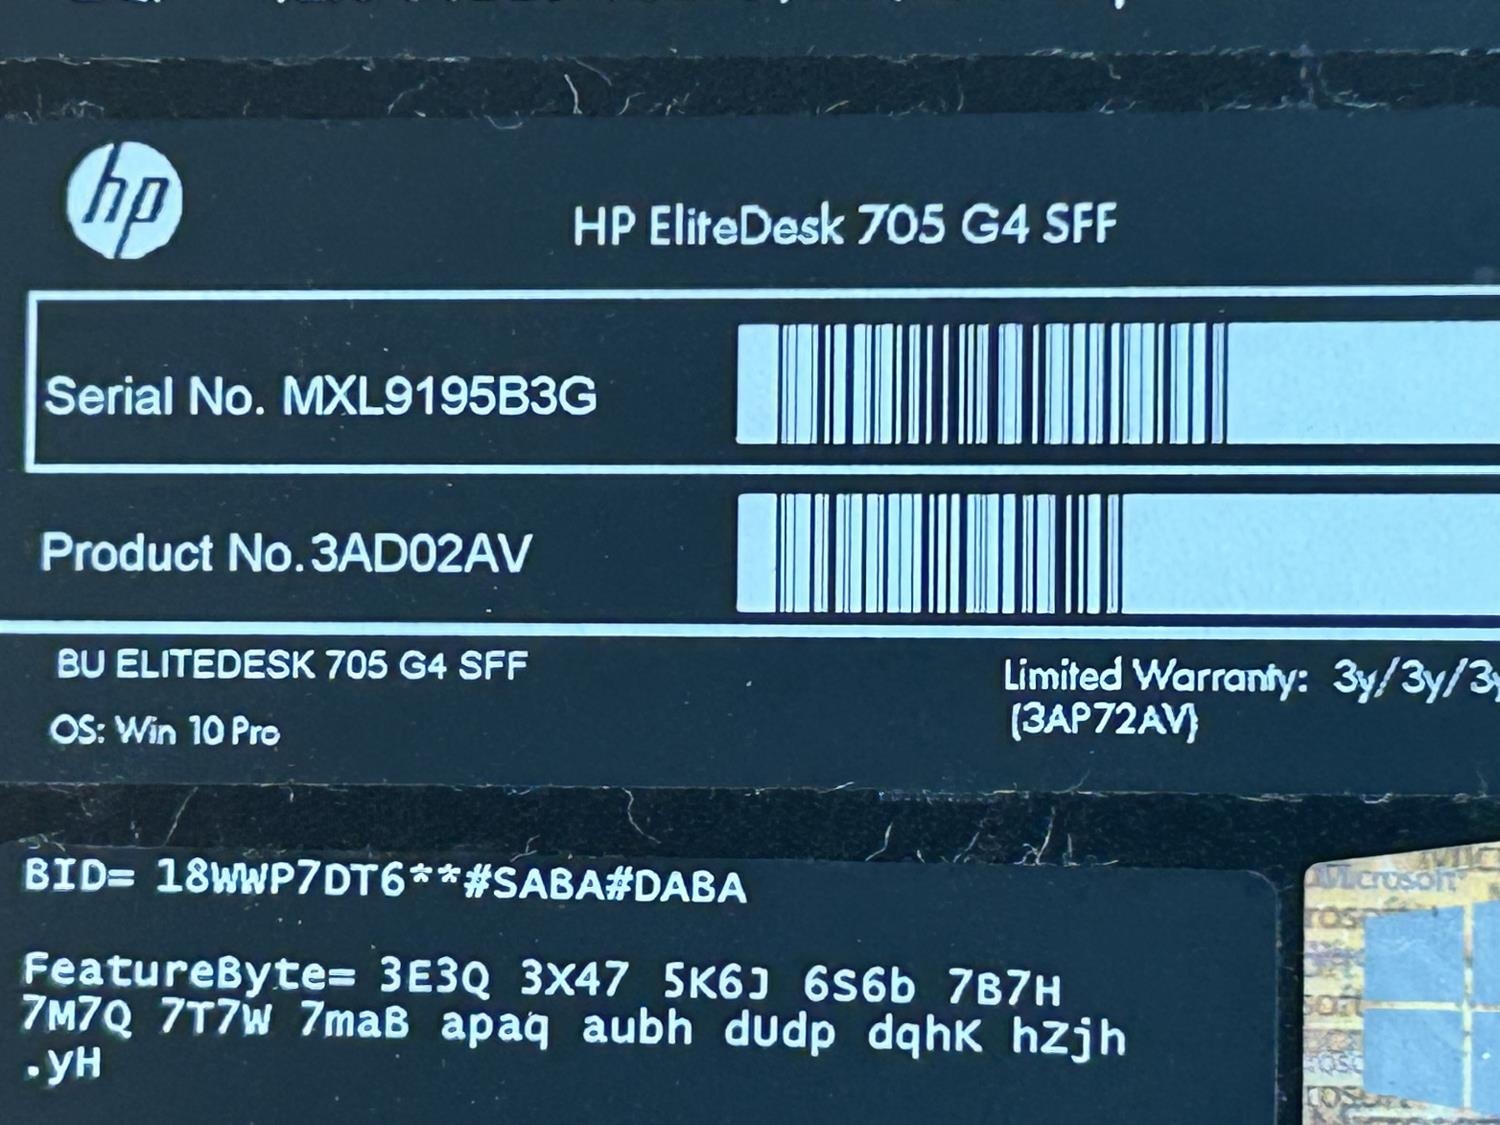 hp
HP EliteDesk 705 G4 SFF
Serial No. MXL9195B3G
Product No.3AD02AV
BU ELITEDESK 705 G4 SFF
OS: Win 10 Pro
Limited Warranty: 3y/3y/3y
(3AP72AV)
BID= 18WWP7DT6**#SABA#DABA
FeatureByte= 3E3Q 3X47 5K6J 6S6b 7B7H
7M7Q 7T7W 7maB apaq aubh dUdp dqhK hZjh
.yH
Microsoft